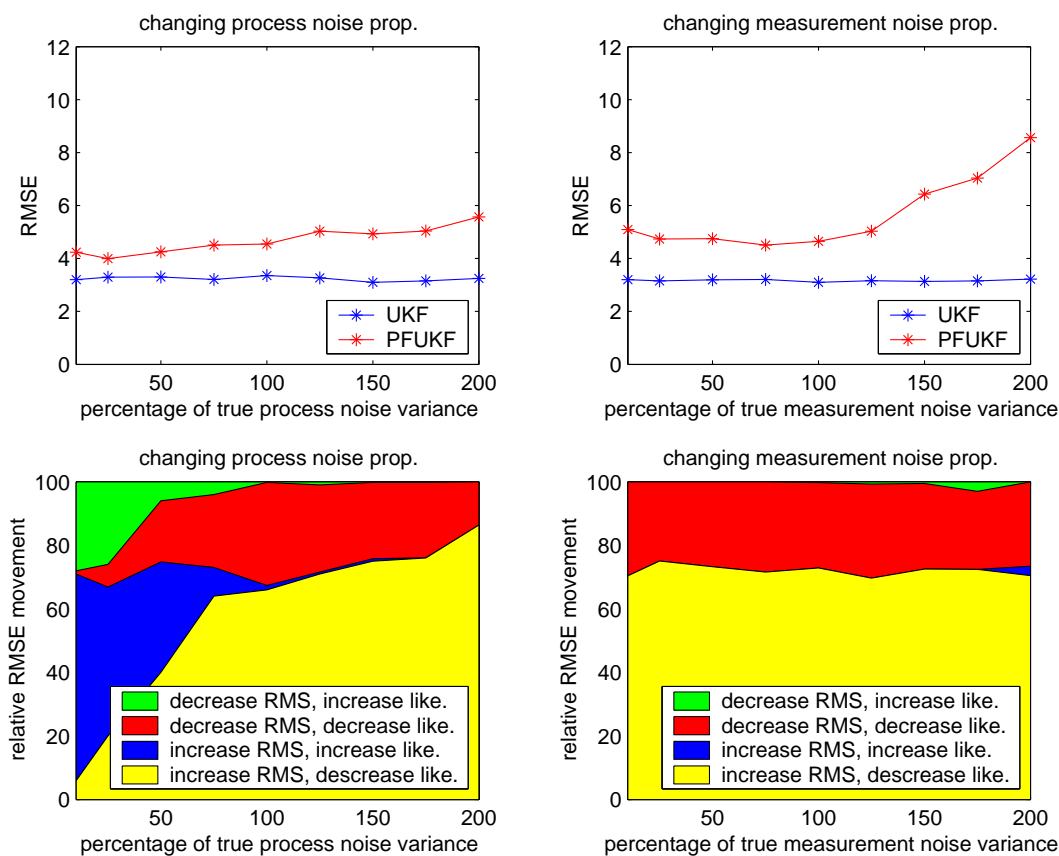 changing process noise prop.
12
10
8
6
4
2
0
RMSE
UKF
PFUKF
50 100 150 200
percentage of true process noise variance
changing measurement noise prop.
12
10
8
6
4
2
0
RMSE
UKF
PFUKF
50 100 150 200
percentage of true measurement noise variance
changing process noise prop.
100
80
60
40
20
0
relative RMSE movement
decrease RMS, increase like.
decrease RMS, decrease like.
increase RMS, increase like.
increase RMS, descrease like.
50 100 150 200
percentage of true process noise variance
changing measurement noise prop.
100
80
60
40
20
0
relative RMSE movement
decrease RMS, increase like.
decrease RMS, decrease like.
increase RMS, increase like.
increase RMS, descrease like.
50 100 150 200
percentage of true measurement noise variance